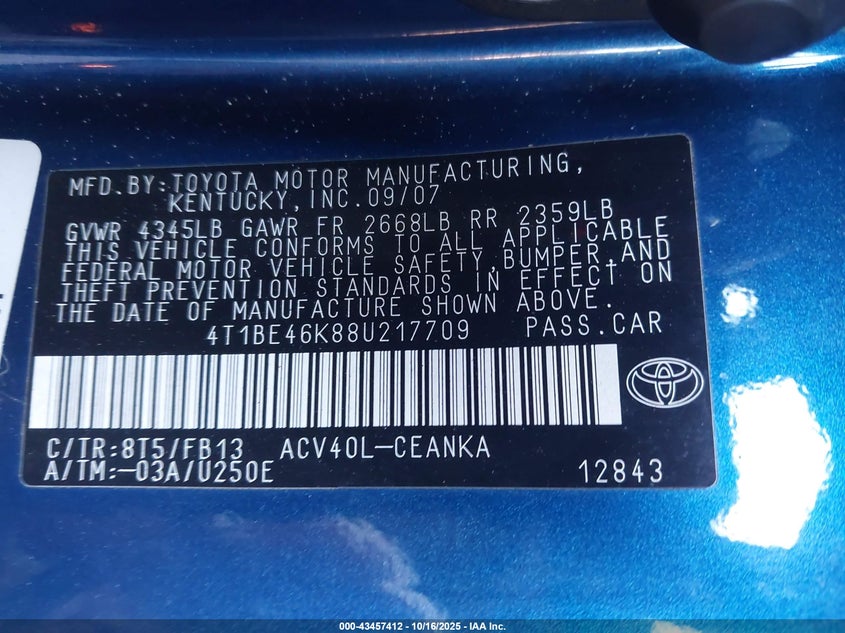 MFD.BY:TOYOTA MOTOR MANUFACTURING,
KENTUCKY,INC.09/07
GVWR 4345LB GAWR FR 2668LB RR 2359LB
THIS VEHICLE CONFORMS TO ALL APPLICABLE
FEDERAL MOTOR VEHICLE SAFETY,BUMPER,AND
THEFT PREVENTION STANDARDS IN EFFECT ON
THE DATE OF MANUFACTURE SHOWN ABOVE.
4T1BE46K88U217709 PASS.CAR
C/TR:8T5/FB13 ACV40L-CEANKA
A/TM:-03A/U250E 12843
000-43457412 - 10/16/2025 - IAA Inc.